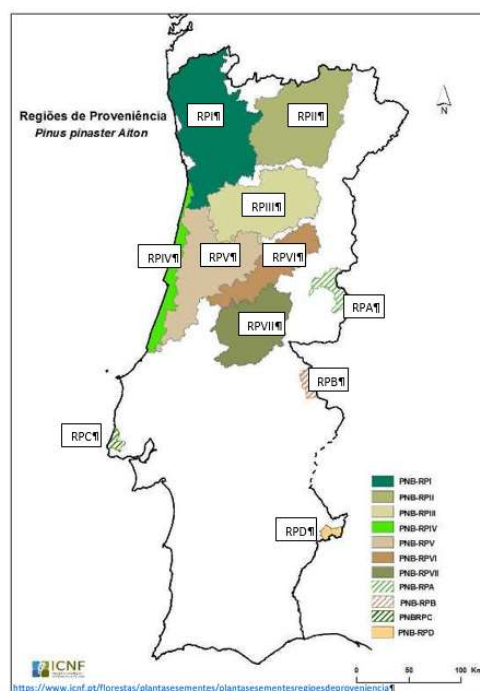 Regiões de Proveniência
Pinus pinaster Aiton
N
RPI¶
RPII¶
RPIII¶
RPIV¶
RPV¶
RPVI¶
RPVII¶
RPA¶
RPB¶
RPC¶
RPD¶
PNB-RPI
PNB-RPII
PNB-RPIII
PNB-RPIV
PNB-RPV
PNB-RPVI
PNB-RPVII
PNB-RPA
PNB-RPB
PNBRPC
PNB-RPD
ICNF
0 50 100 Km
https://www.icnf.pt/florestas/plantasesementes/plantasesementesregioesdeproveniencia¶